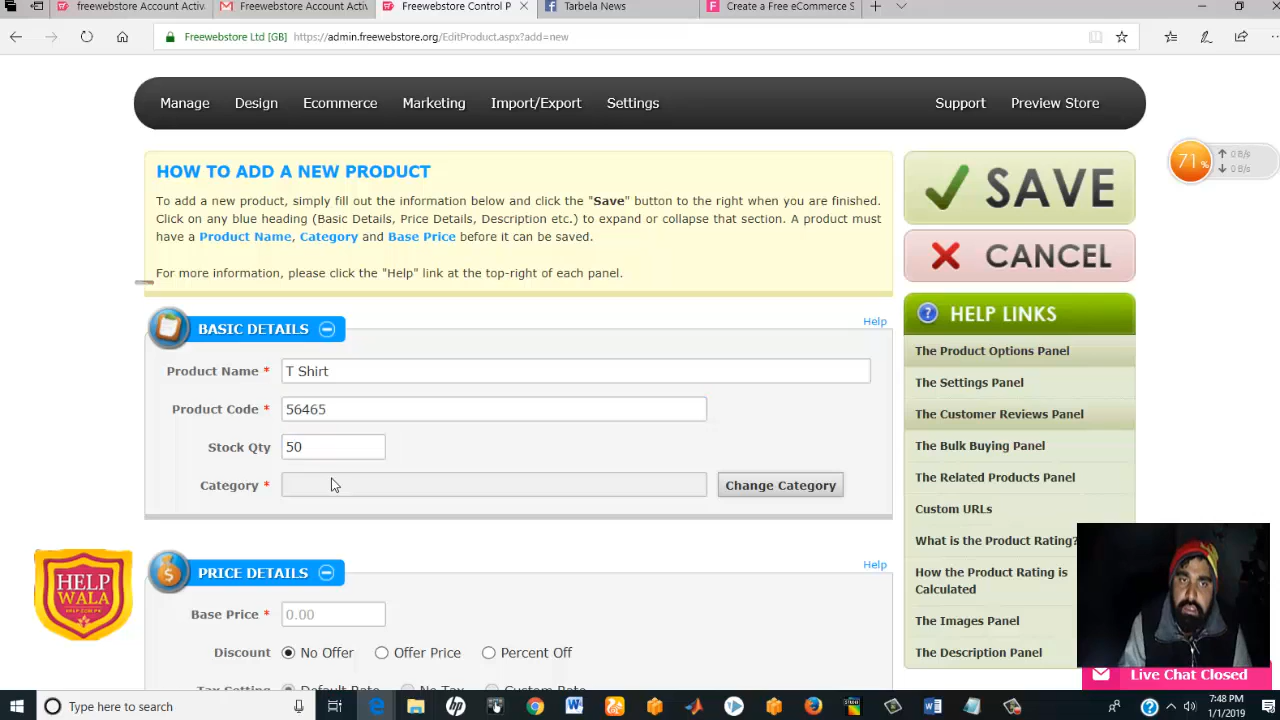 freewebstore Account Activ
Freewebstore Account Activ
Freewebstore Control P
Tarbela News
Create a Free eCommerce S
Freewebstore Ltd [GB] https://admin.freewebstore.org/EditProduct.aspx?add=new
Manage Design Ecommerce Marketing Import/Export Settings Support Preview Store
HOW TO ADD A NEW PRODUCT
To add a new product, simply fill out the information below and click the "Save" button to the right when you are finished.
Click on any blue heading (Basic Details, Price Details, Description etc.) to expand or collapse that section. A product must
have a Product Name, Category and Base Price before it can be saved.
For more information, please click the "Help" link at the top-right of each panel.
SAVE
CANCEL
71%
0 B/s
0 B/s
BASIC DETAILS
Help
Product Name * T Shirt
Product Code * 56465
Stock Qty 50
Category * Change Category
PRICE DETAILS
Help
Base Price * 0.00
Discount No Offer Offer Price Percent Off
Tax Setting Default Rate No Tax Custom Rate
HELP LINKS
The Product Options Panel
The Settings Panel
The Customer Reviews Panel
The Bulk Buying Panel
The Related Products Panel
Custom URLs
What is the Product Rating?
How the Product Rating is
Calculated
The Images Panel
The Description Panel
Live Chat Closed
HELP
WALA
Type here to search
7:48 PM
1/1/2019